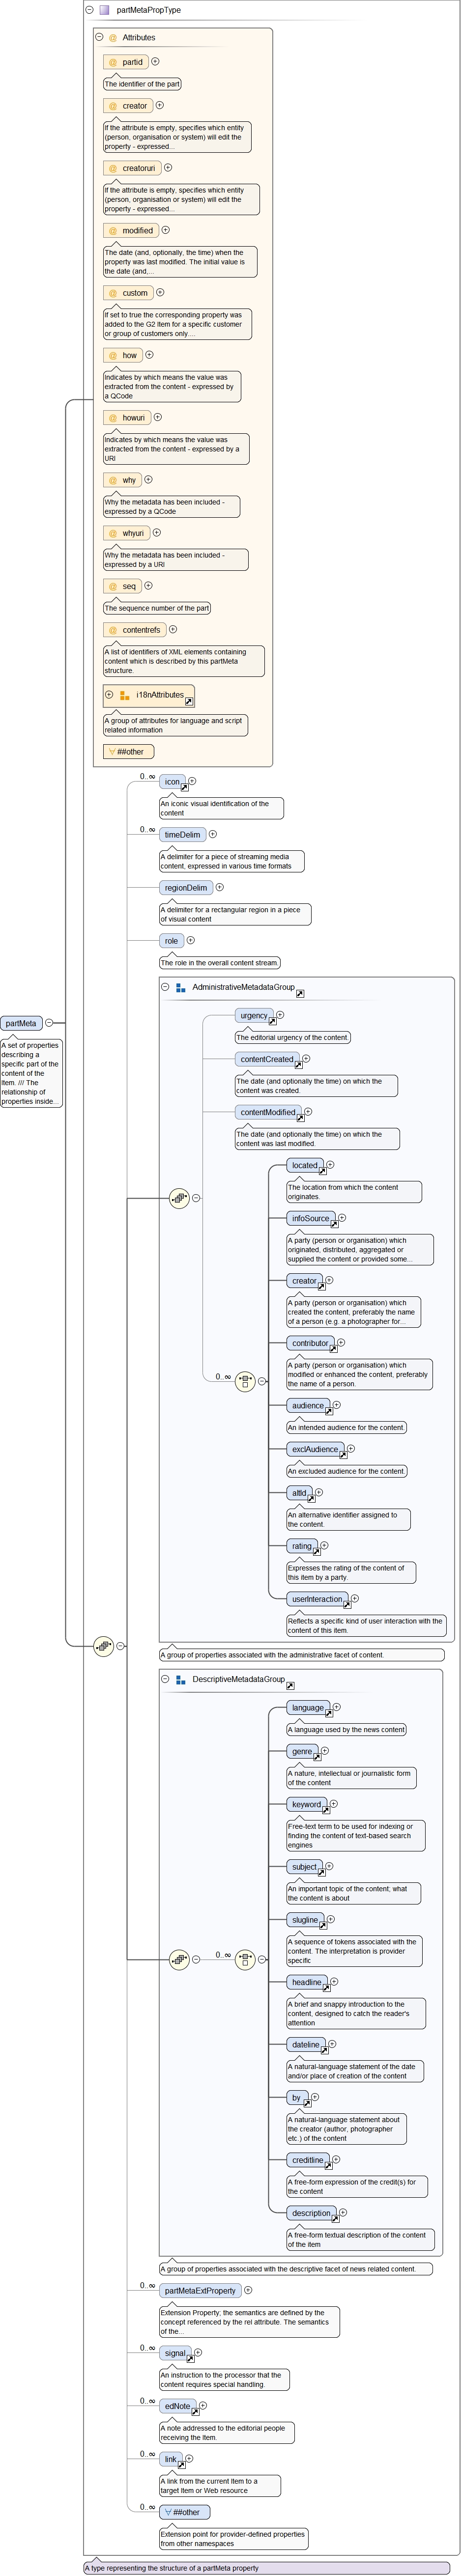 partMetaPropType
@ Attributes
@ partid
The identifier of the part
@ creator
If the attribute is empty, specifies which entity
(person, organisation or system) will edit the
property - expressed...
@ creatoruri
If the attribute is empty, specifies which entity
(person, organisation or system) will edit the
property - expressed...
@ modified
The date (and, optionally, the time) when the
property was last modified. The initial value is
the date (and,...
@ custom
If set to true the corresponding property was
added to the G2 Item for a specific customer
or group of customers only....
@ how
Indicates by which means the value was
extracted from the content - expressed by
a QCode
@ howuri
Indicates by which means the value was
extracted from the content - expressed by a
URI
@ why
Why the metadata has been included -
expressed by a QCode
@ whyuri
Why the metadata has been included -
expressed by a URI
@ seq
The sequence number of the part
@ contentrefs
A list of identifiers of XML elements containing
content which is described by this partMeta
structure.
i18nAttributes
A group of attributes for language and script
related information
##other
0..∞
icon
An iconic visual identification of the
content
0..∞
timeDelim
A delimiter for a piece of streaming media
content, expressed in various time formats
regionDelim
A delimiter for a rectangular region in a piece
of visual content
role
The role in the overall content stream.
partMeta
A set of properties
describing a
specific part of the
content of the
Item. /// The
relationship of
properties inside...
AdministrativeMetadataGroup
urgency
The editorial urgency of the content.
contentCreated
The date (and optionally the time) on which the
content was created.
contentModified
The date (and optionally the time) on which the
content was last modified.
0..∞
located
The location from which the content
originates.
infoSource
A party (person or organisation) which
originated, distributed, aggregated or
supplied the content or provided some...
creator
A party (person or organisation) which
created the content, preferably the name
of a person (e.g. a photographer for...
contributor
A party (person or organisation) which
modified or enhanced the content, preferably
the name of a person.
audience
An intended audience for the content.
exclAudience
An excluded audience for the content.
altId
An alternative identifier assigned to
the content.
rating
Expresses the rating of the content of
this item by a party.
userInteraction
Reflects a specific kind of user interaction with the
content of this item.
A group of properties associated with the administrative facet of content.
DescriptiveMetadataGroup
0..∞
language
A language used by the news content
genre
A nature, intellectual or journalistic form
of the content
keyword
Free-text term to be used for indexing or
finding the content of text-based search
engines
subject
An important topic of the content; what
the content is about
slugline
A sequence of tokens associated with the
content. The interpretation is provider
specific
headline
A brief and snappy introduction to the
content, designed to catch the reader's
attention
dateline
A natural-language statement of the date
and/or place of creation of the content
by
A natural-language statement about
the creator (author, photographer
etc.) of the content
creditline
A free-form expression of the credit(s) for
the content
description
A free-form textual description of the content
of the item
A group of properties associated with the descriptive facet of news related content.
0..∞
partMetaExtProperty
Extension Property; the semantics are defined by the
concept referenced by the rel attribute. The semantics
of the...
0..∞
signal
An instruction to the processor that the
content requires special handling.
0..∞
edNote
A note addressed to the editorial people
receiving the Item.
0..∞
link
A link from the current Item to a
target Item or Web resource
0..∞
##other
Extension point for provider-defined properties
from other namespaces
A type representing the structure of a partMeta property